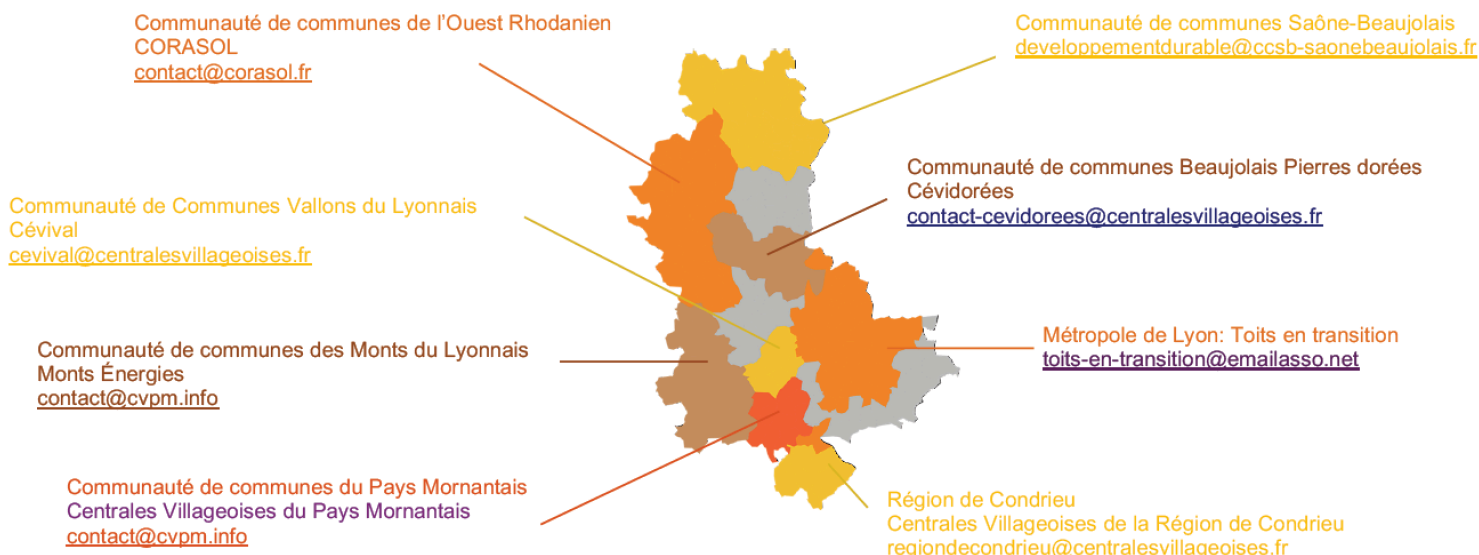 Communauté de communes de l'Ouest Rhodanien
CORASOL
contact@corasol.fr
Communauté de communes Saône-Beaujolais
developpementdurable@ccsb-saonebeaujolais.fr
Communauté de communes Beaujolais Pierres dorées
Cévidorées
contact-cevidorees@centralesvillageoises.fr
Communauté de Communes Vallons du Lyonnais
Cévival
cevival@centralesvillageoises.fr
Métropole de Lyon: Toits en transition
toits-en-transition@emailasso.net
Communauté de communes des Monts du Lyonnais
Monts Énergies
contact@cvpm.info
Communauté de communes du Pays Mornantais
Centrales Villageoises du Pays Mornantais
contact@cvpm.info
Région de Condrieu
Centrales Villageoises de la Région de Condrieu
regiondecondrieu@centralesvillageoises.fr